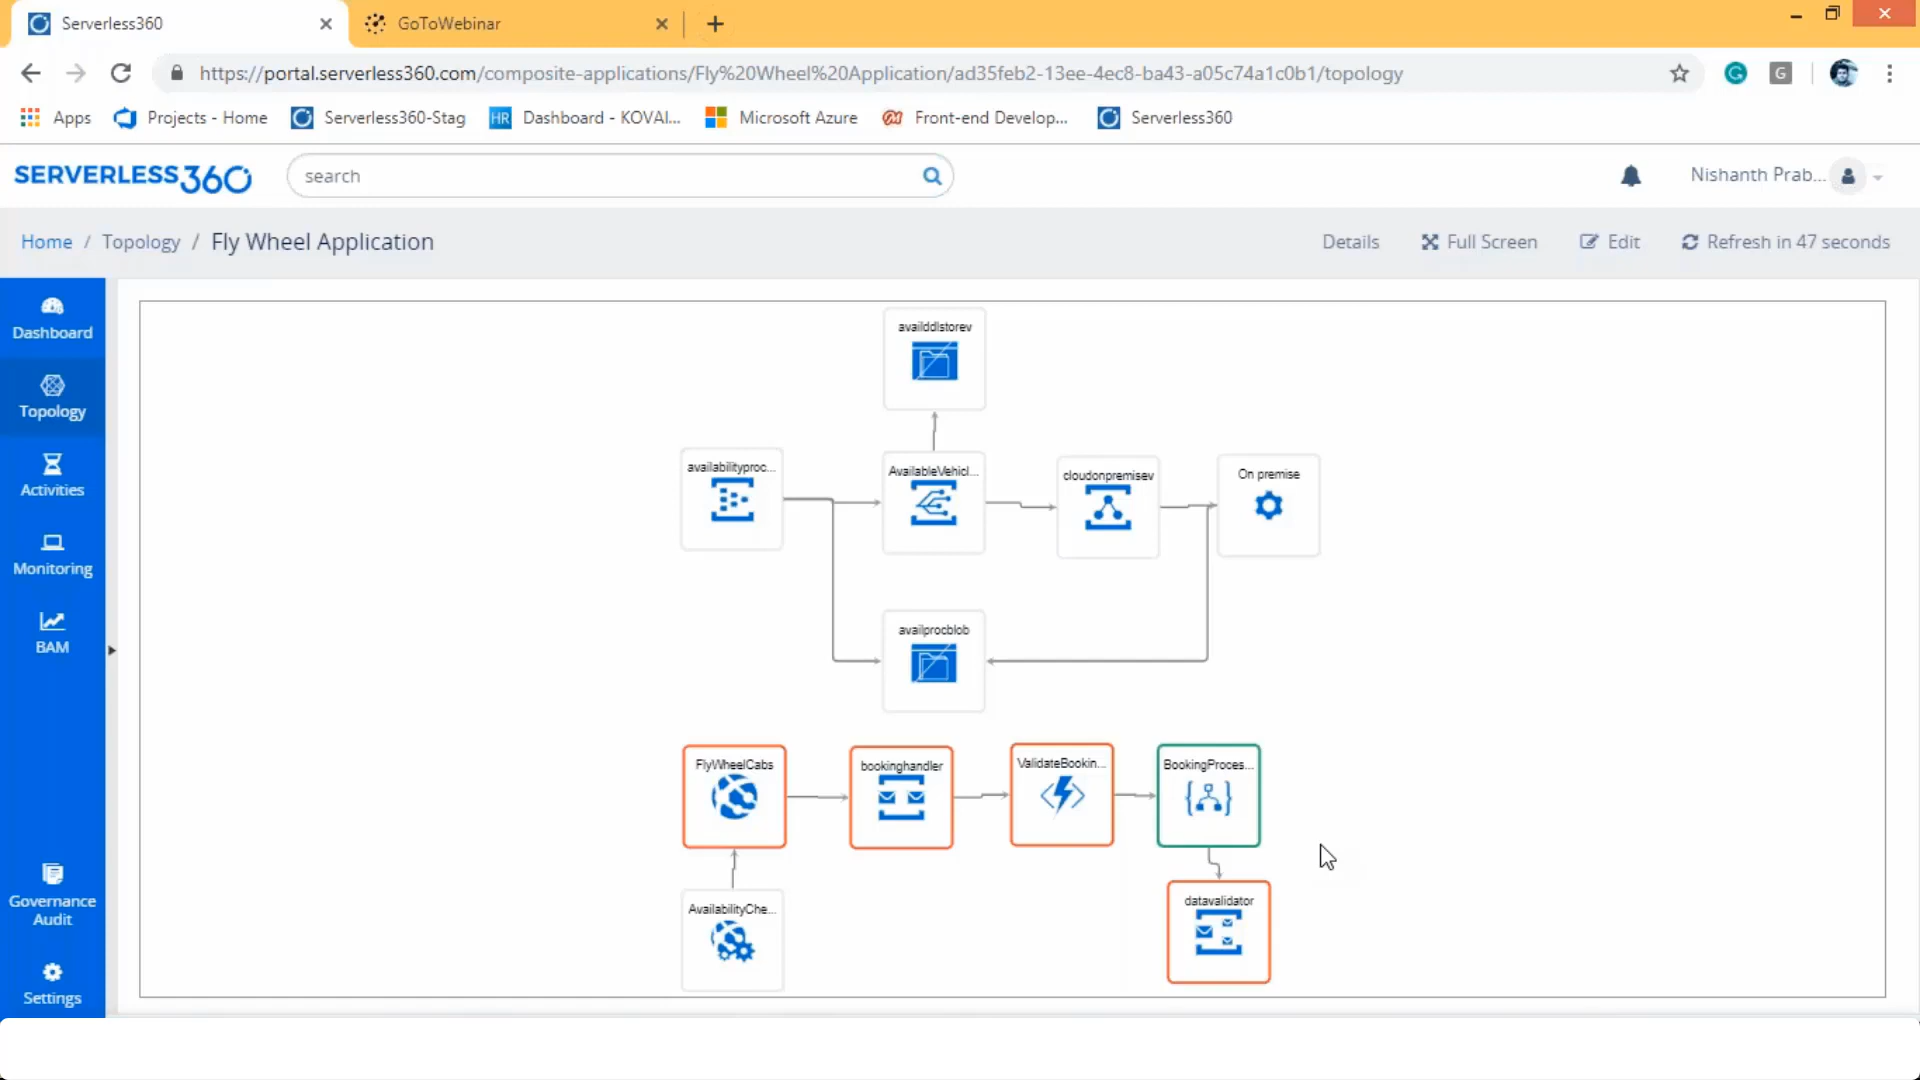 Serverless360
GoToWebinar
https://portal.serverless360.com/composite-applications/Fly%20Wheel%20Application/ad35feb2-13ee-4ec8-ba43-a05c74a1c0b1/topology
G
Apps
Projects - Home
Serverless360-Stag
HR
Dashboard - KOVAI...
Microsoft Azure
Front-end Develop...
Serverless360
SERVERLESS360
search
Nishanth Prab...
Home / Topology / Fly Wheel Application
Details
Full Screen
Edit
Refresh in 47 seconds
Dashboard
Topology
Activities
Monitoring
BAM
Governance
Audit
Settings
availddlstorev
availabilityproc...
AvailableVehicl...
cloudonpremisev
On premise
availprocblob
FlyWheelCabs
bookinghandler
ValidateBookin...
BookingProces...
AvailabilityChe...
datavalidator